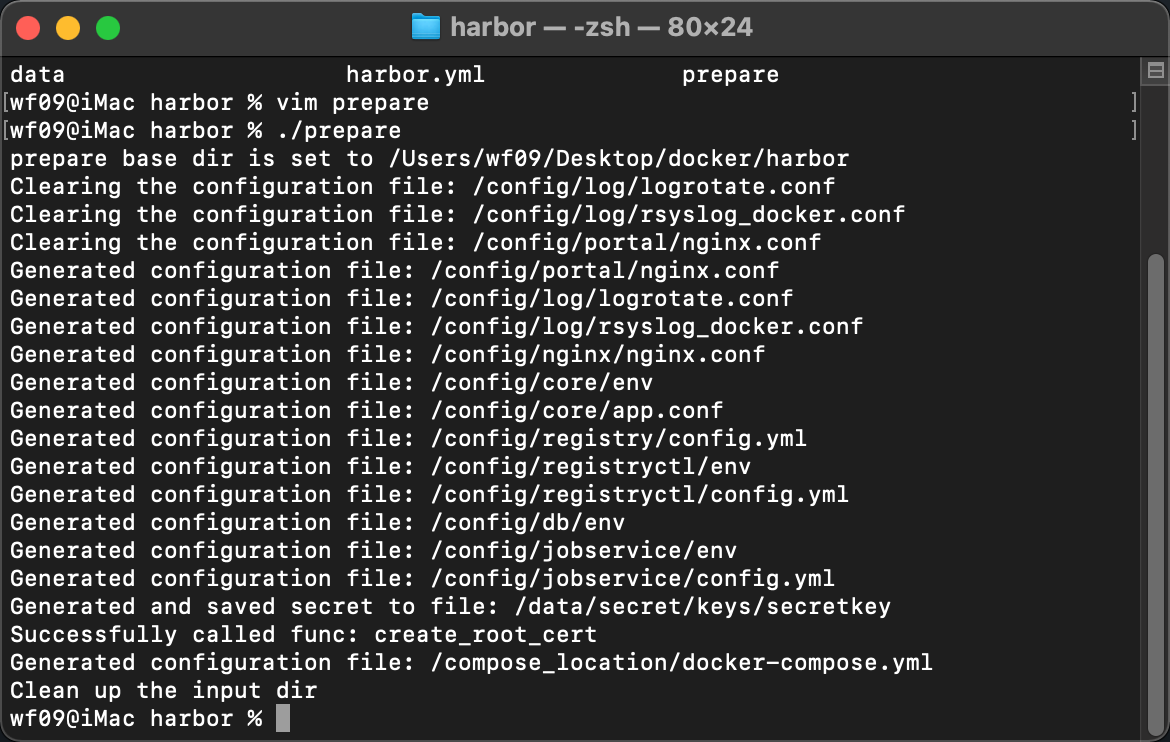 harbor — -zsh — 80×24
data harbor.yml prepare
[wf09@iMac harbor % vim prepare ]
[wf09@iMac harbor % ./prepare ]
prepare base dir is set to /Users/wf09/Desktop/docker/harbor
Clearing the configuration file: /config/log/logrotate.conf
Clearing the configuration file: /config/log/rsyslog_docker.conf
Clearing the configuration file: /config/portal/nginx.conf
Generated configuration file: /config/portal/nginx.conf
Generated configuration file: /config/log/logrotate.conf
Generated configuration file: /config/log/rsyslog_docker.conf
Generated configuration file: /config/nginx/nginx.conf
Generated configuration file: /config/core/env
Generated configuration file: /config/core/app.conf
Generated configuration file: /config/registry/config.yml
Generated configuration file: /config/registryctl/env
Generated configuration file: /config/registryctl/config.yml
Generated configuration file: /config/db/env
Generated configuration file: /config/jobservice/env
Generated configuration file: /config/jobservice/config.yml
Generated and saved secret to file: /data/secret/keys/secretkey
Successfully called func: create_root_cert
Generated configuration file: /compose_location/docker-compose.yml
Clean up the input dir
wf09@iMac harbor %